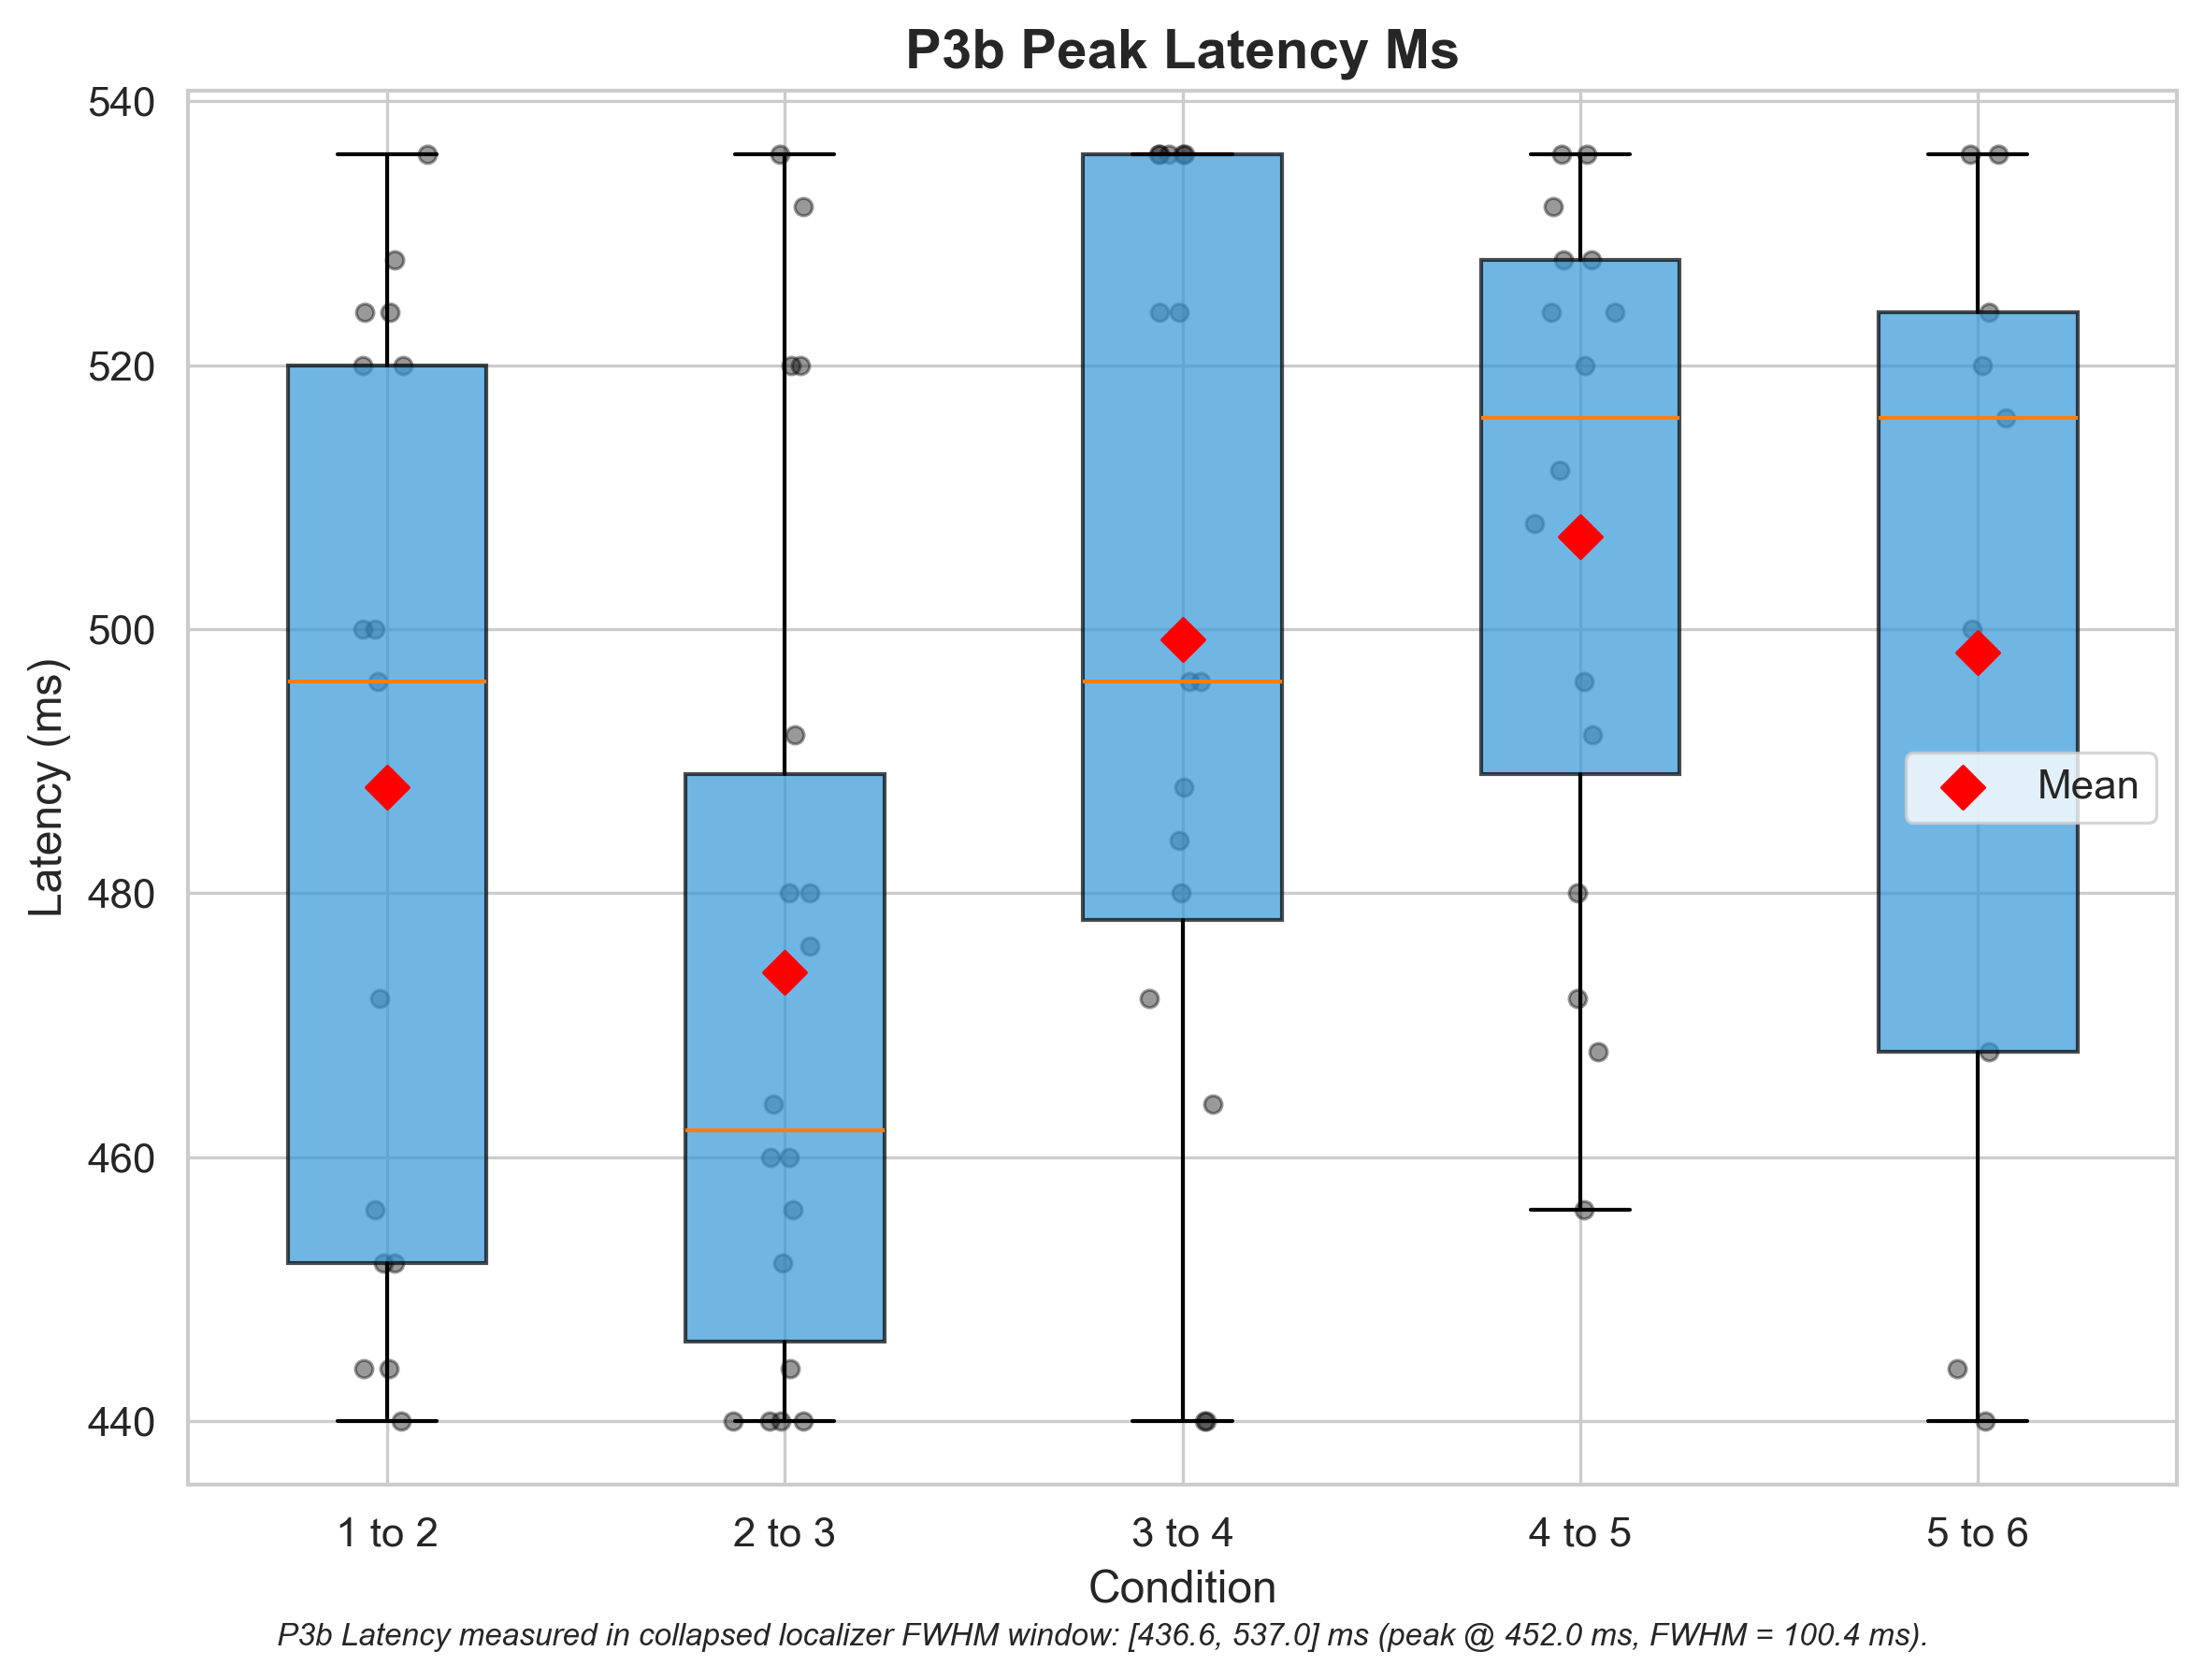 P3b Peak Latency Ms
540
520
500
480
460
440
Latency (ms)
Mean
1 to 2
2 to 3
3 to 4
4 to 5
5 to 6
Condition
P3b Latency measured in collapsed localizer FWHM window: [436.6, 537.0] ms (peak @ 452.0 ms, FWHM = 100.4 ms).